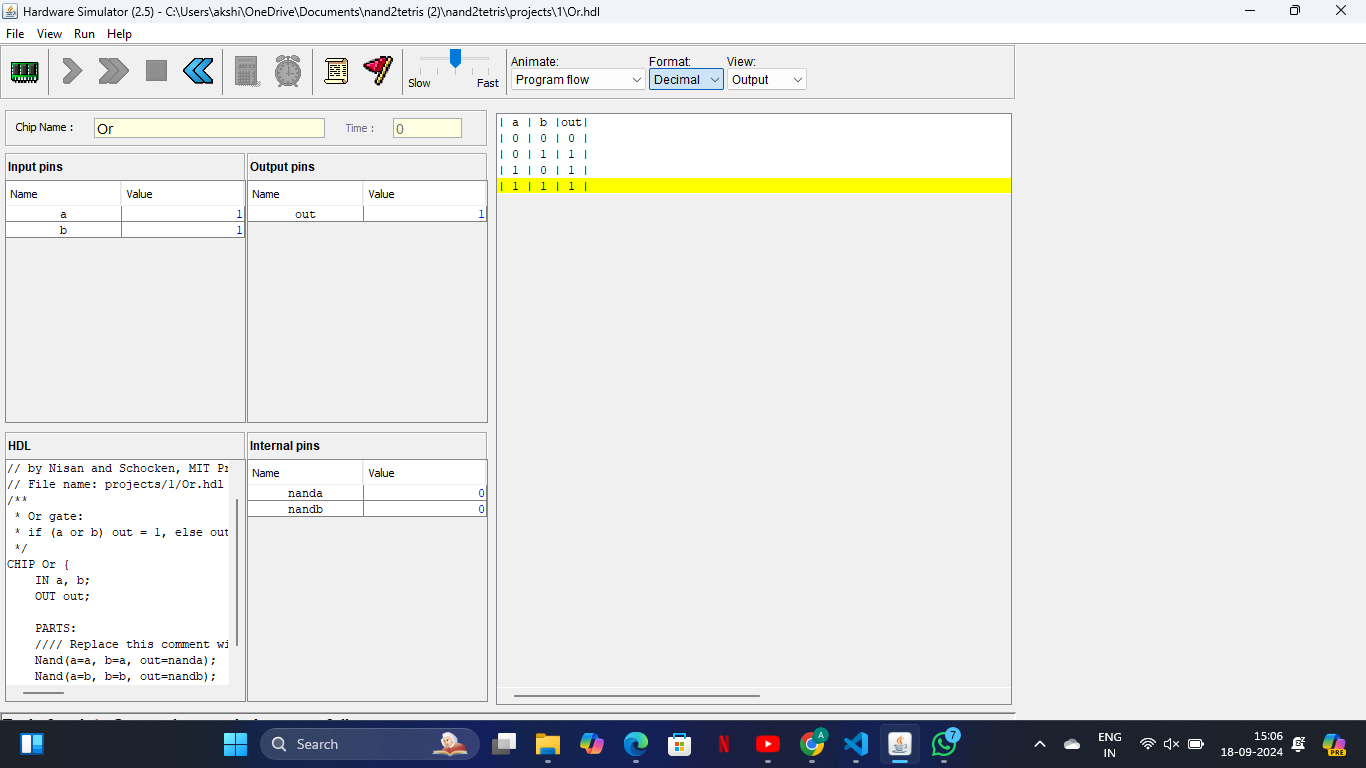 Hardware Simulator (2.5) - C:\Users\akshi\OneDrive\Documents\nand2tetris (2)\nand2tetris\projects\1\Or.hdl
File View Run Help
Slow Fast
Animate: Format: View:
Program flow Decimal Output
Chip Name : Or Time : 0
Input pins
Name Value
a 1
b 1
Output pins
Name Value
out 1
HDL
// by Nisan and Schocken, MIT Pr
// File name: projects/1/Or.hdl
/**
* Or gate:
* if (a or b) out = 1, else out
*/
CHIP Or {
IN a, b;
OUT out;
PARTS:
//// Replace this comment wi
Nand(a=a, b=a, out=nanda);
Nand(a=b, b=b, out=nandb);
Internal pins
Name Value
nanda 0
nandb 0
| a | b |out|
| 0 | 0 | 0 |
| 0 | 1 | 1 |
| 1 | 0 | 1 |
| 1 | 1 | 1 |
Search
A
7
ENG
IN
15:06
18-09-2024
PRE